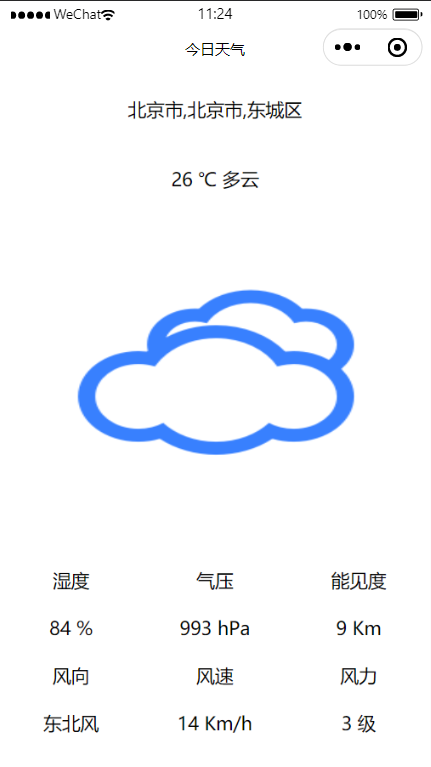 WeChat 11:24 100%
今日天气
北京市,北京市,东城区
26 ℃ 多云
湿度 气压 能见度
84 % 993 hPa 9 Km
风向 风速 风力
东北风 14 Km/h 3 级